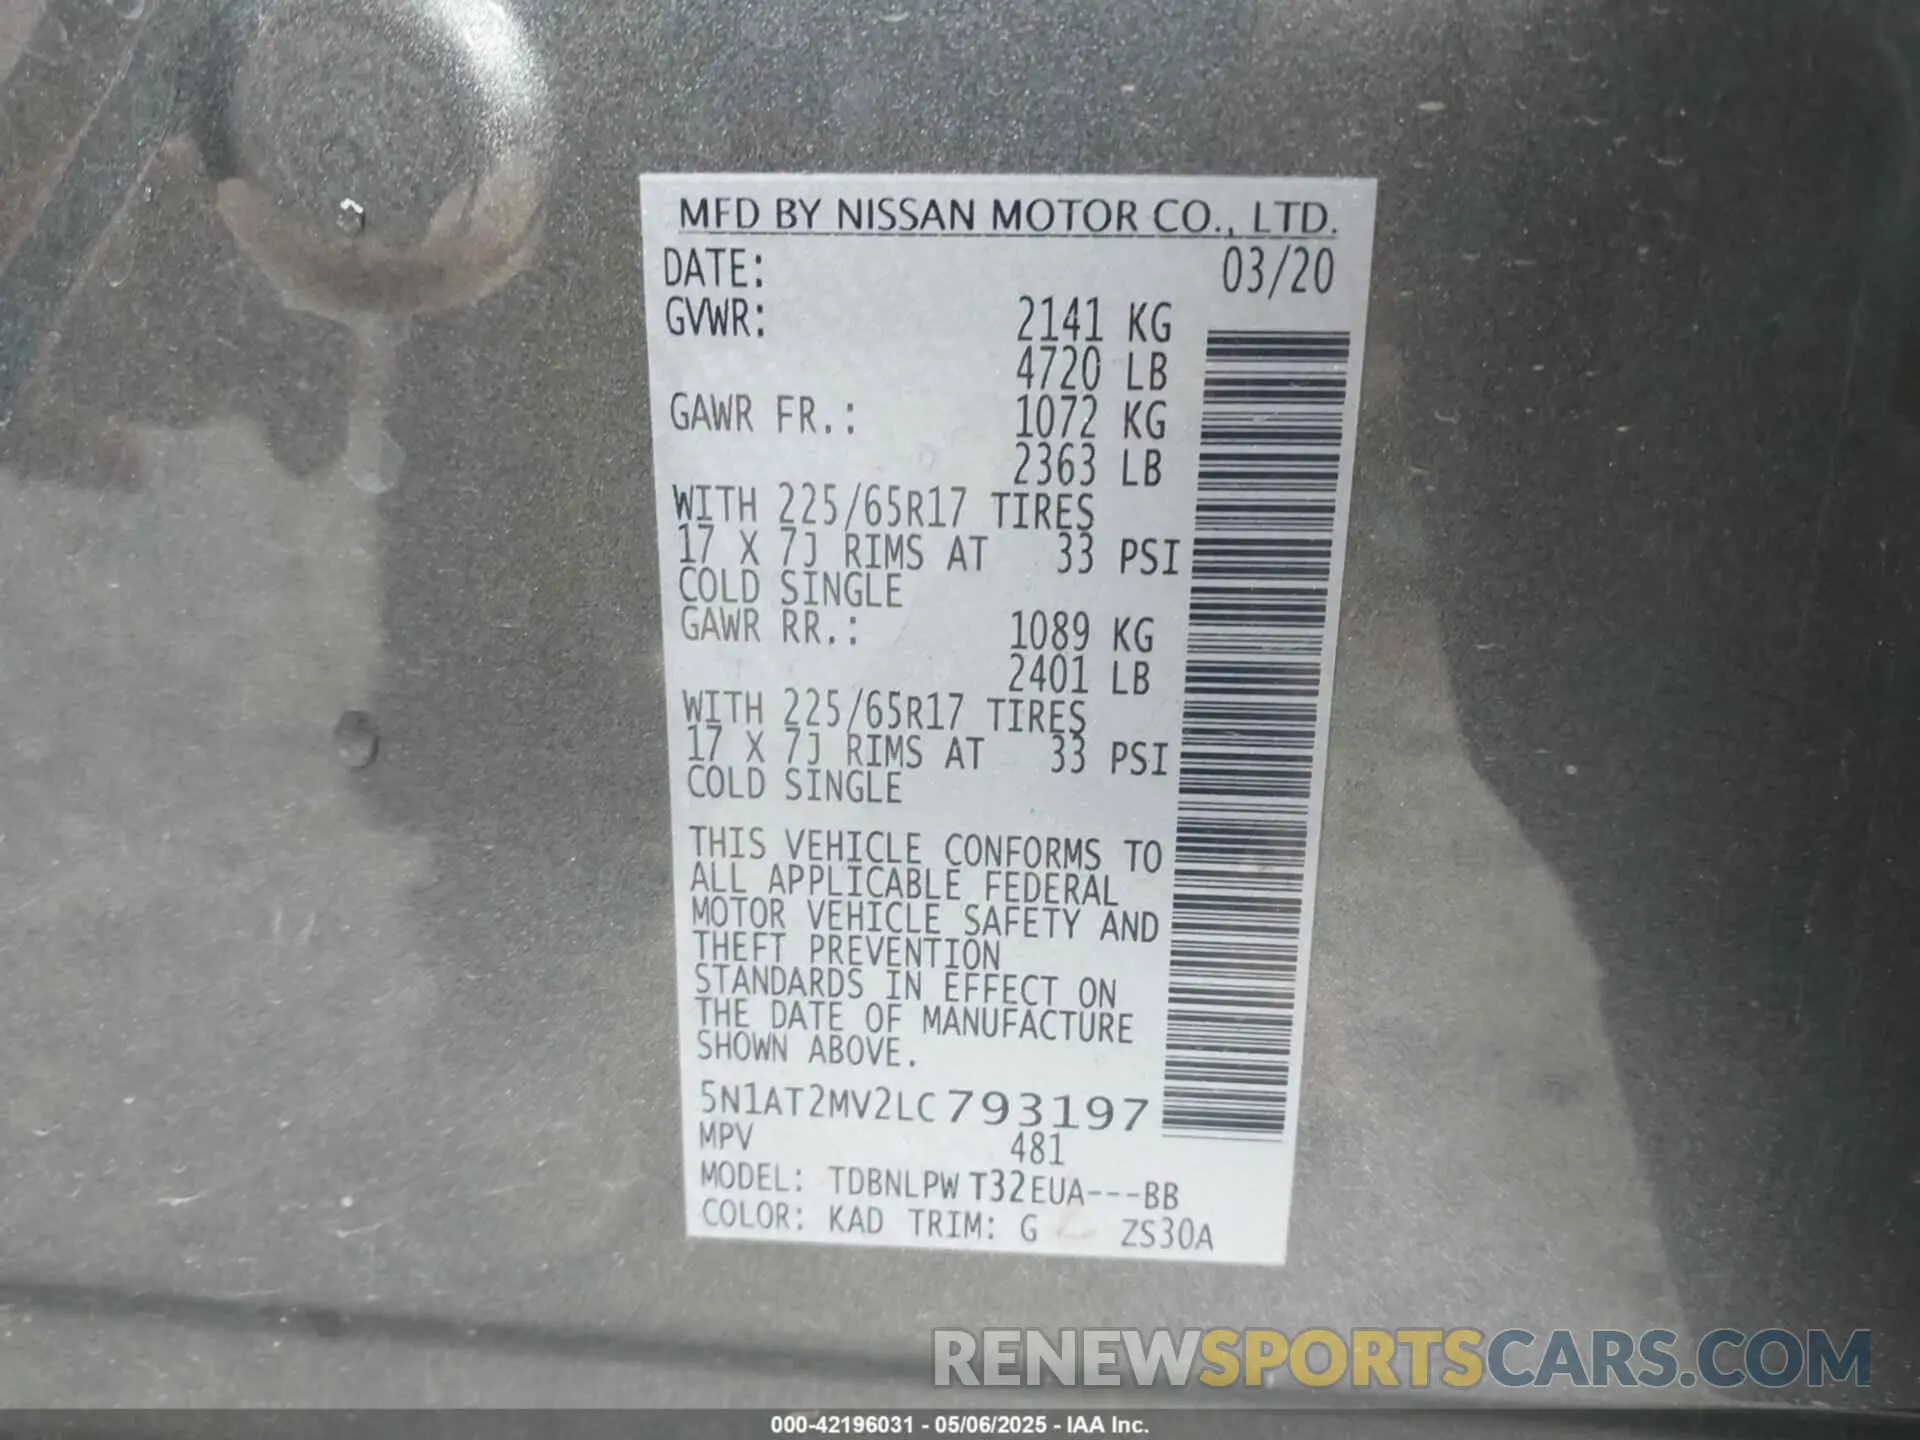 MFD BY NISSAN MOTOR CO., LTD.
DATE: 03/20
GVWR: 2141 KG
4720 LB
GAWR FR.: 1072 KG
2363 LB
WITH 225/65R17 TIRES
17 X 7J RIMS AT 33 PSI
COLD SINGLE
GAWR RR.: 1089 KG
2401 LB
WITH 225/65R17 TIRES
17 X 7J RIMS AT 33 PSI
COLD SINGLE
THIS VEHICLE CONFORMS TO
ALL APPLICABLE FEDERAL
MOTOR VEHICLE SAFETY AND
THEFT PREVENTION
STANDARDS IN EFFECT ON
THE DATE OF MANUFACTURE
SHOWN ABOVE.
5N1AT2MV2LC793197
MPV 481
MODEL: TDBNLPW T32EUA---BB
COLOR: KAD TRIM: G ZS30A
RENEWSPORTSCARS.COM
000-42196031 - 05/06/2025 - IAA Inc.